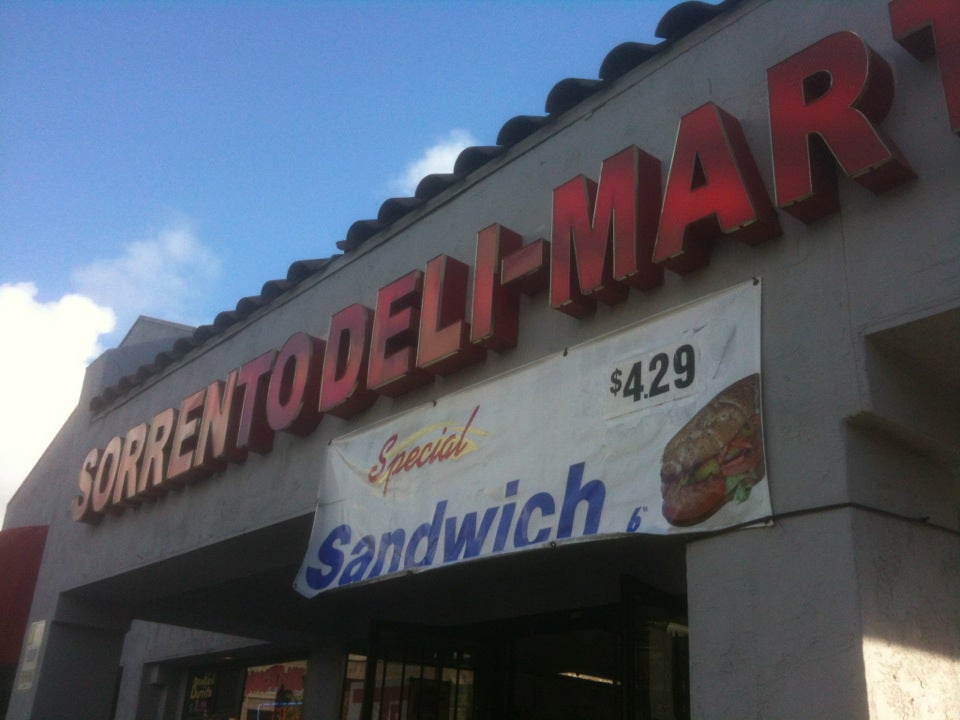 SORRENTO DELI-MART
$4.29
Special
Sandwich 6"